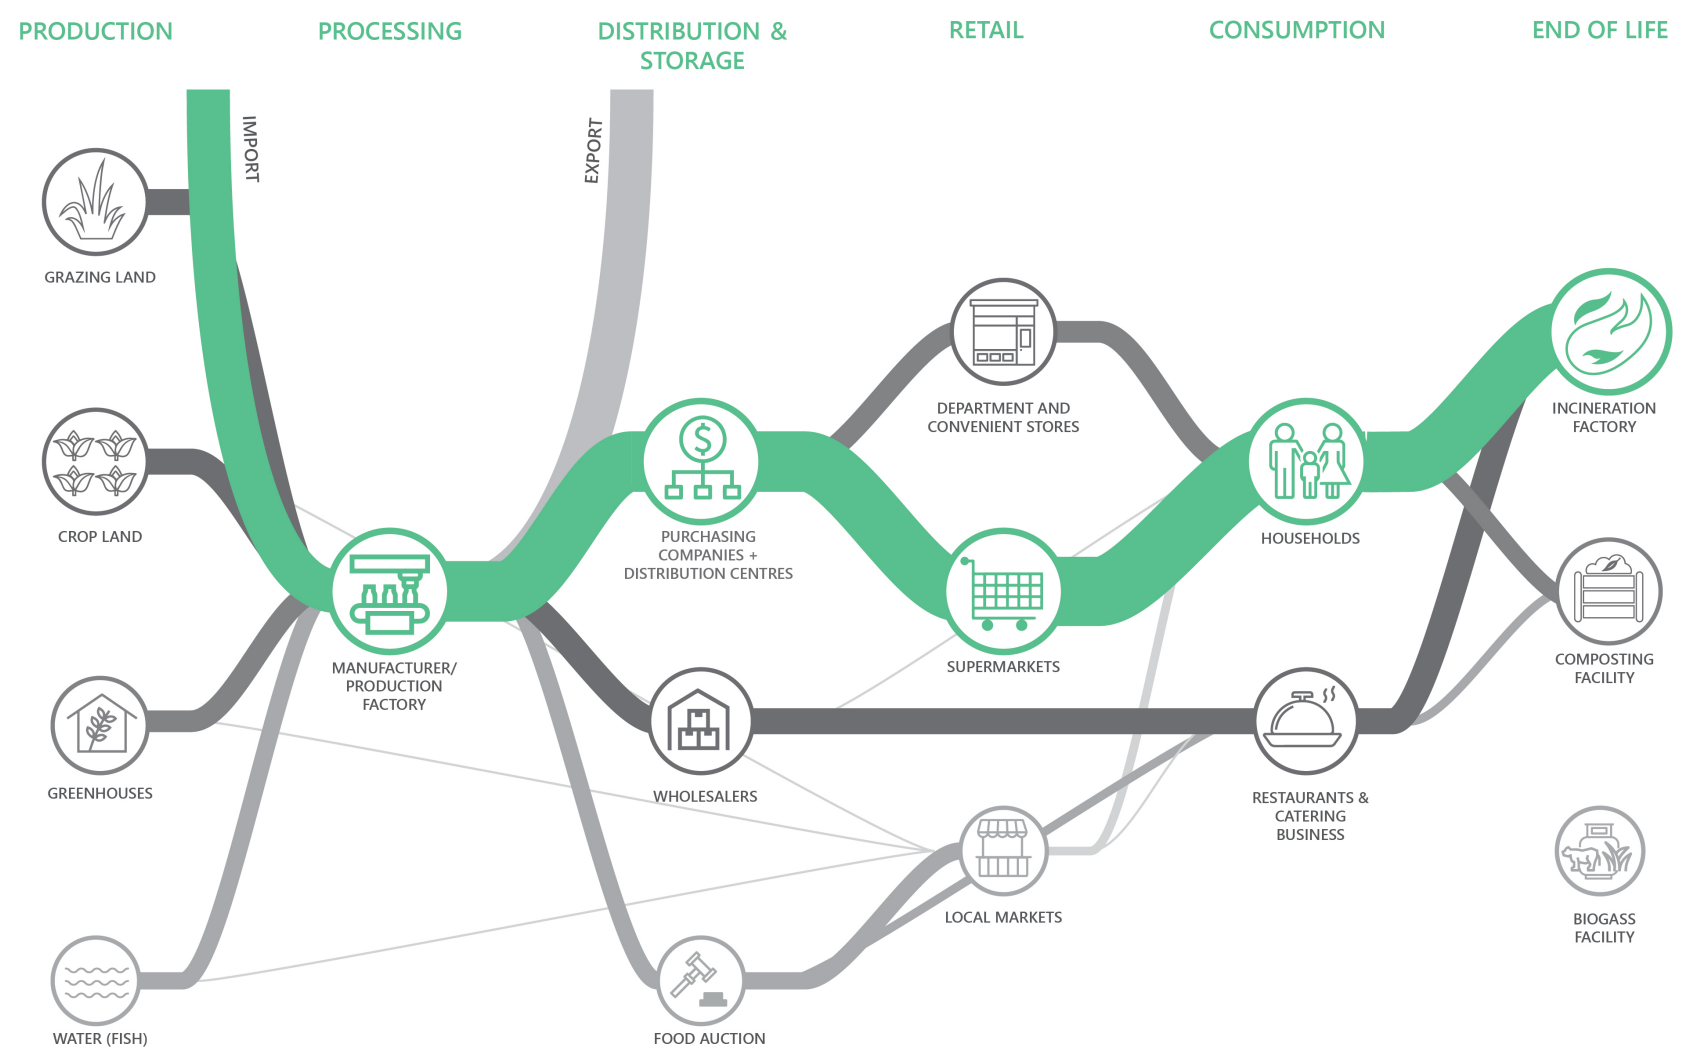 PRODUCTION
PROCESSING
DISTRIBUTION &
STORAGE
RETAIL
CONSUMPTION
END OF LIFE
IMPORT
EXPORT
GRAZING LAND
CROP LAND
GREENHOUSES
WATER (FISH)
MANUFACTURER/
PRODUCTION
FACTORY
$
PURCHASING
COMPANIES +
DISTRIBUTION CENTRES
WHOLESALERS
FOOD AUCTION
DEPARTMENT AND
CONVENIENT STORES
SUPERMARKETS
LOCAL MARKETS
HOUSEHOLDS
RESTAURANTS &
CATERING
BUSINESS
INCINERATION
FACTORY
COMPOSTING
FACILITY
BIOGASS
FACILITY